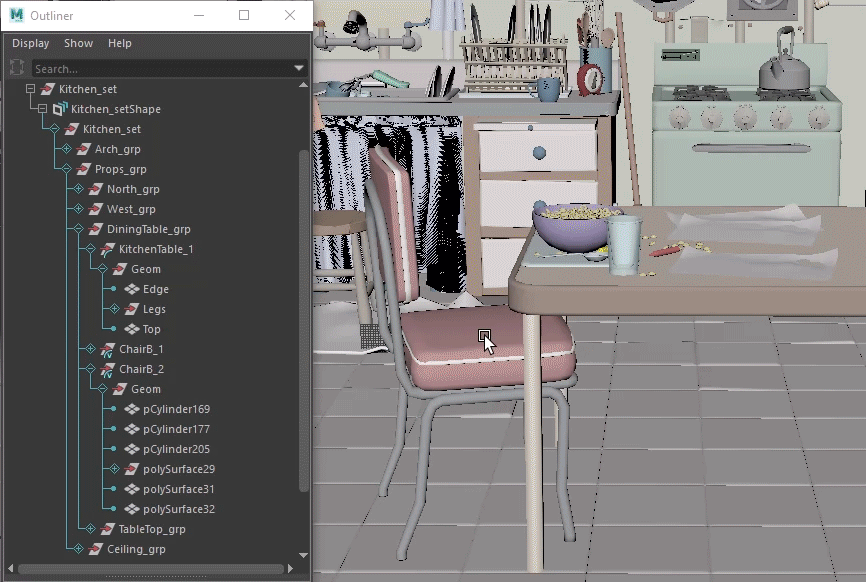 M Outliner
Display Show Help
Search...
Kitchen_set
Kitchen_setShape
Kitchen_set
Arch_grp
Props_grp
North_grp
West_grp
DiningTable_grp
KitchenTable_1
Geom
Edge
Legs
Top
ChairB_1
ChairB_2
Geom
pCylinder169
pCylinder177
pCylinder205
polySurface29
polySurface31
polySurface32
TableTop_grp
Ceiling_grp